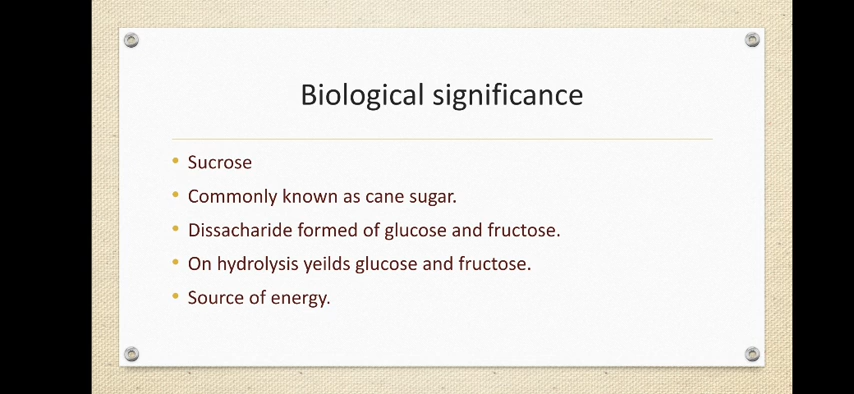 Biological significance
Sucrose
Commonly known as cane sugar.
Dissacharide formed of glucose and fructose.
On hydrolysis yeilds glucose and fructose.
Source of energy.